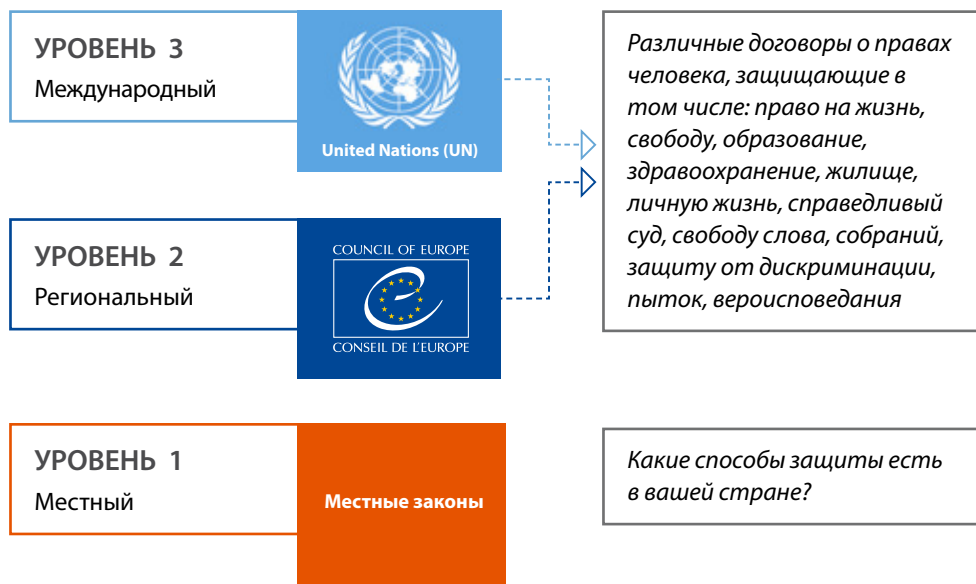 УРОВЕНЬ 3
Международный
United Nations (UN)
Различные договоры о правах
человека, защищающие в
том числе: право на жизнь,
свободу, образование,
здравоохранение, жилище,
личную жизнь, справедливый
суд, свободу слова, собраний,
защиту от дискриминации,
пыток, вероисповедания
УРОВЕНЬ 2
Региональный
COUNCIL OF EUROPE
CONSEIL DE L'EUROPE
УРОВЕНЬ 1
Местный
Местные законы
Какие способы защиты есть
в вашей стране?